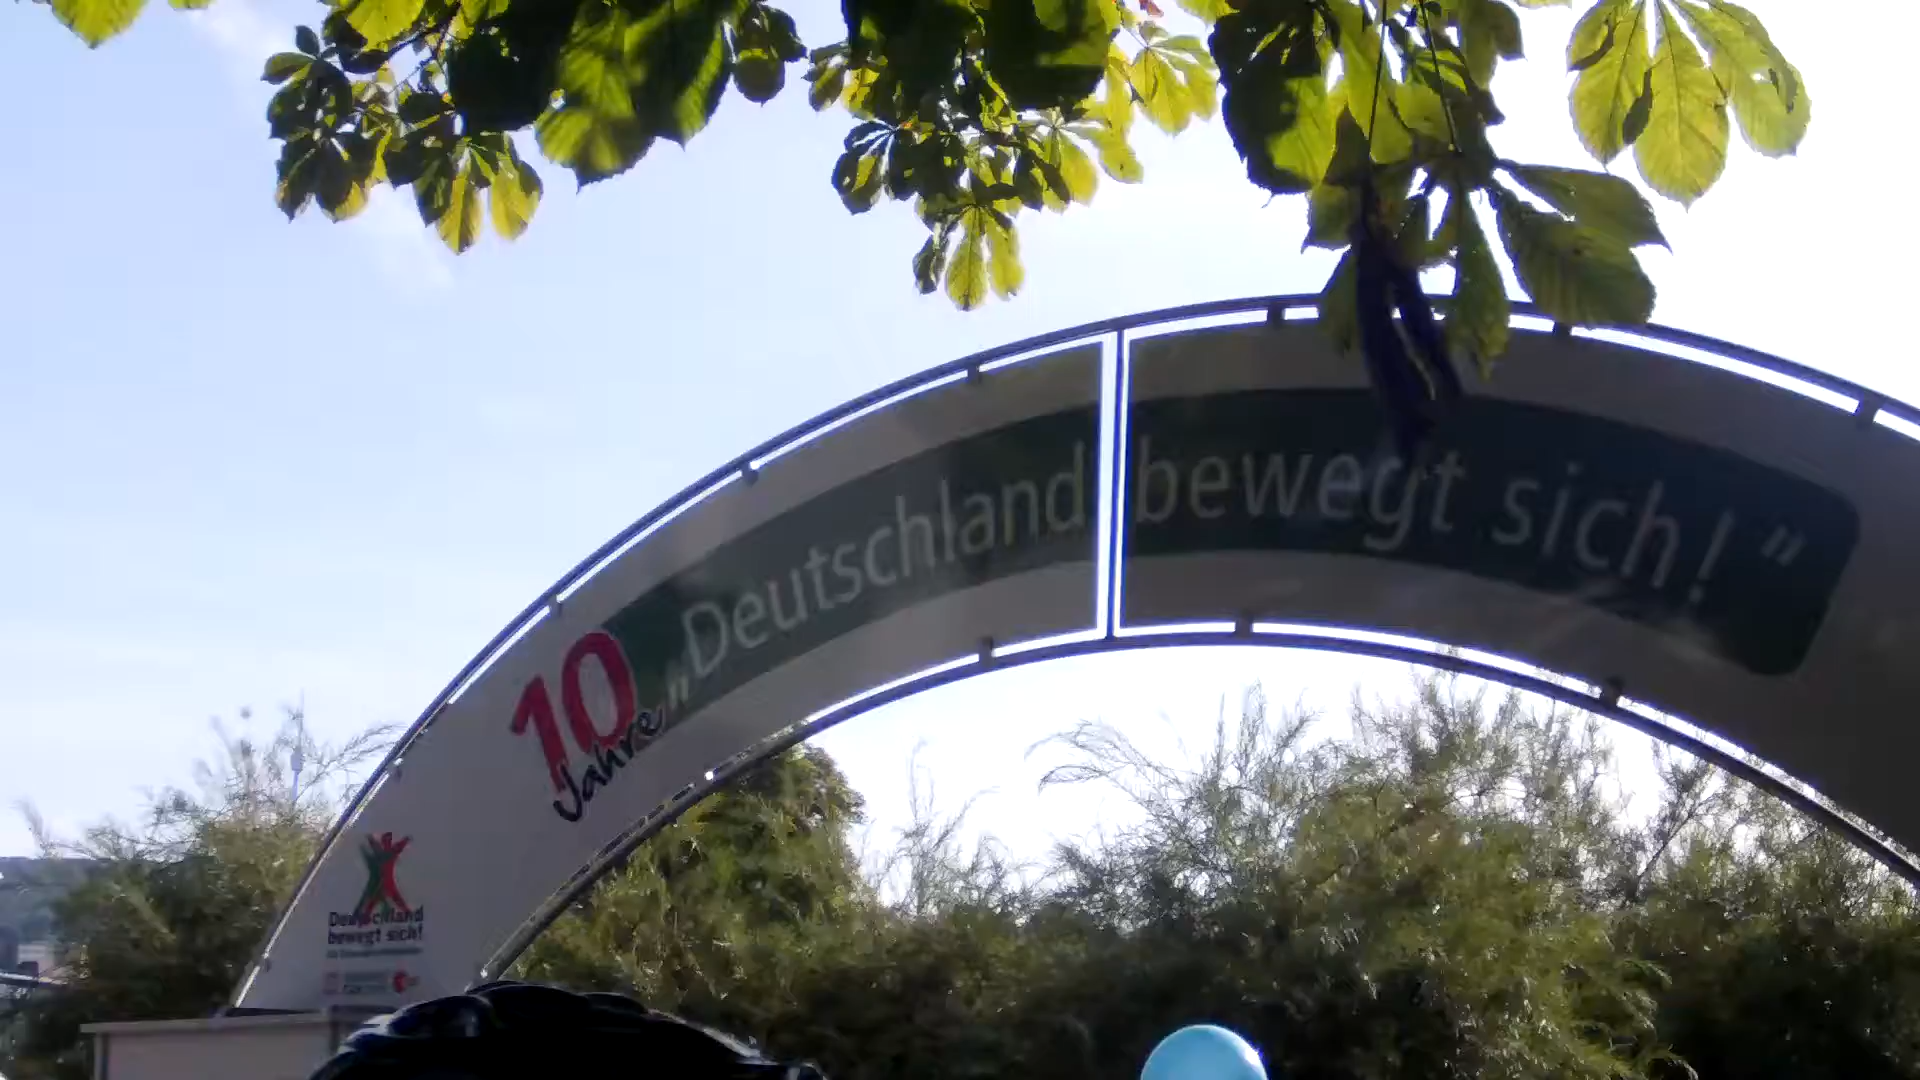 10 Jahre „Deutschland bewegt sich!“
Deutschland
bewegt sich!